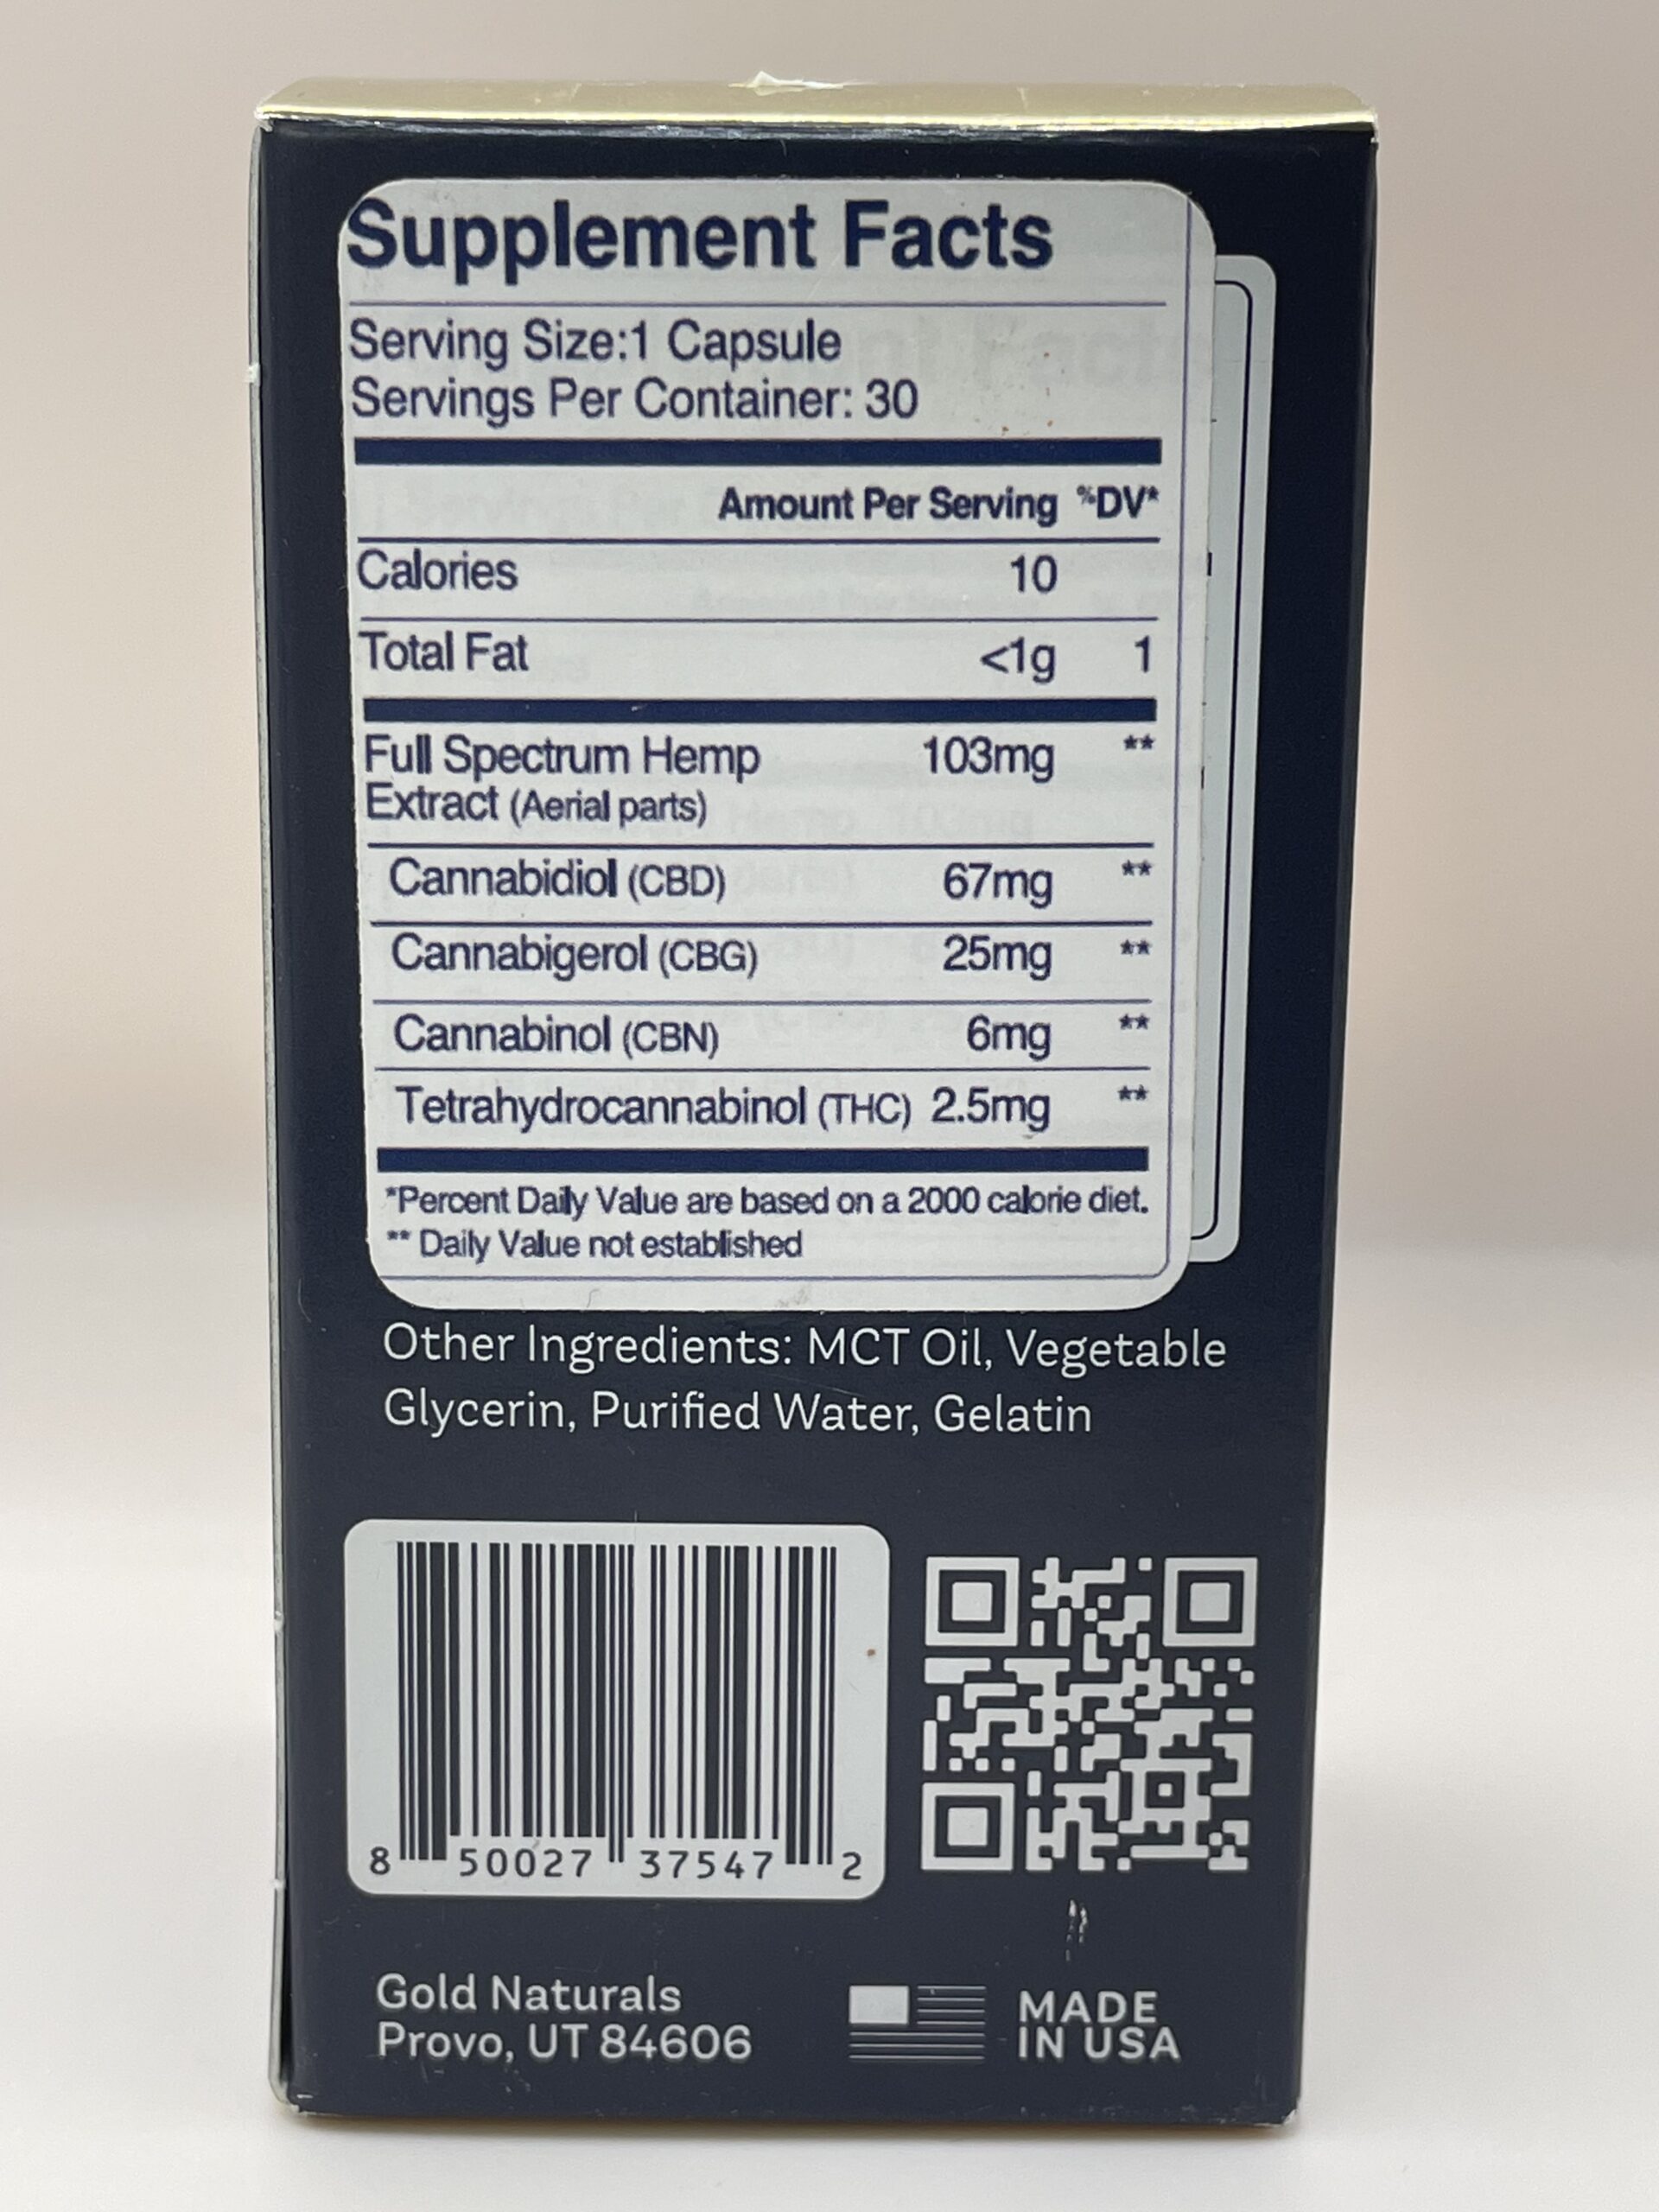 Supplement Facts
Serving Size:1 Capsule
Servings Per Container: 30
Amount Per Serving %DV*
Calories 10
Total Fat <1g 1
Full Spectrum Hemp 103mg **
Extract (Aerial parts)
Cannabidiol (CBD) 67mg **
Cannabigerol (CBG) 25mg **
Cannabinol (CBN) 6mg **
Tetrahydrocannabinol (THC) 2.5mg **
*Percent Daily Value are based on a 2000 calorie diet.
** Daily Value not established
Other Ingredients: MCT Oil, Vegetable
Glycerin, Purified Water, Gelatin
8 50027 37547 2
Gold Naturals
Provo, UT 84606
MADE
IN USA